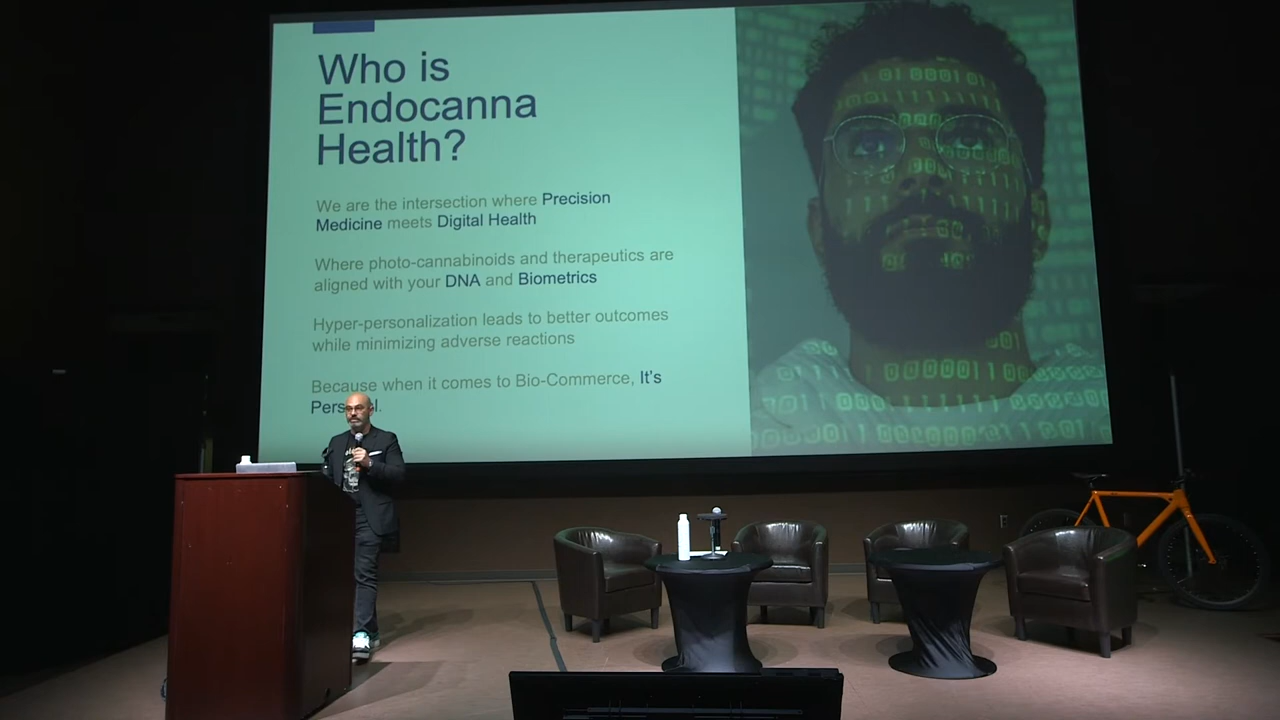 Who is
Endocanna
Health?
We are the intersection where Precision
Medicine meets Digital Health
Where photo-cannabinoids and therapeutics are
aligned with your DNA and Biometrics
Hyper-personalization leads to better outcomes
while minimizing adverse reactions
Because when it comes to Bio-Commerce, It's